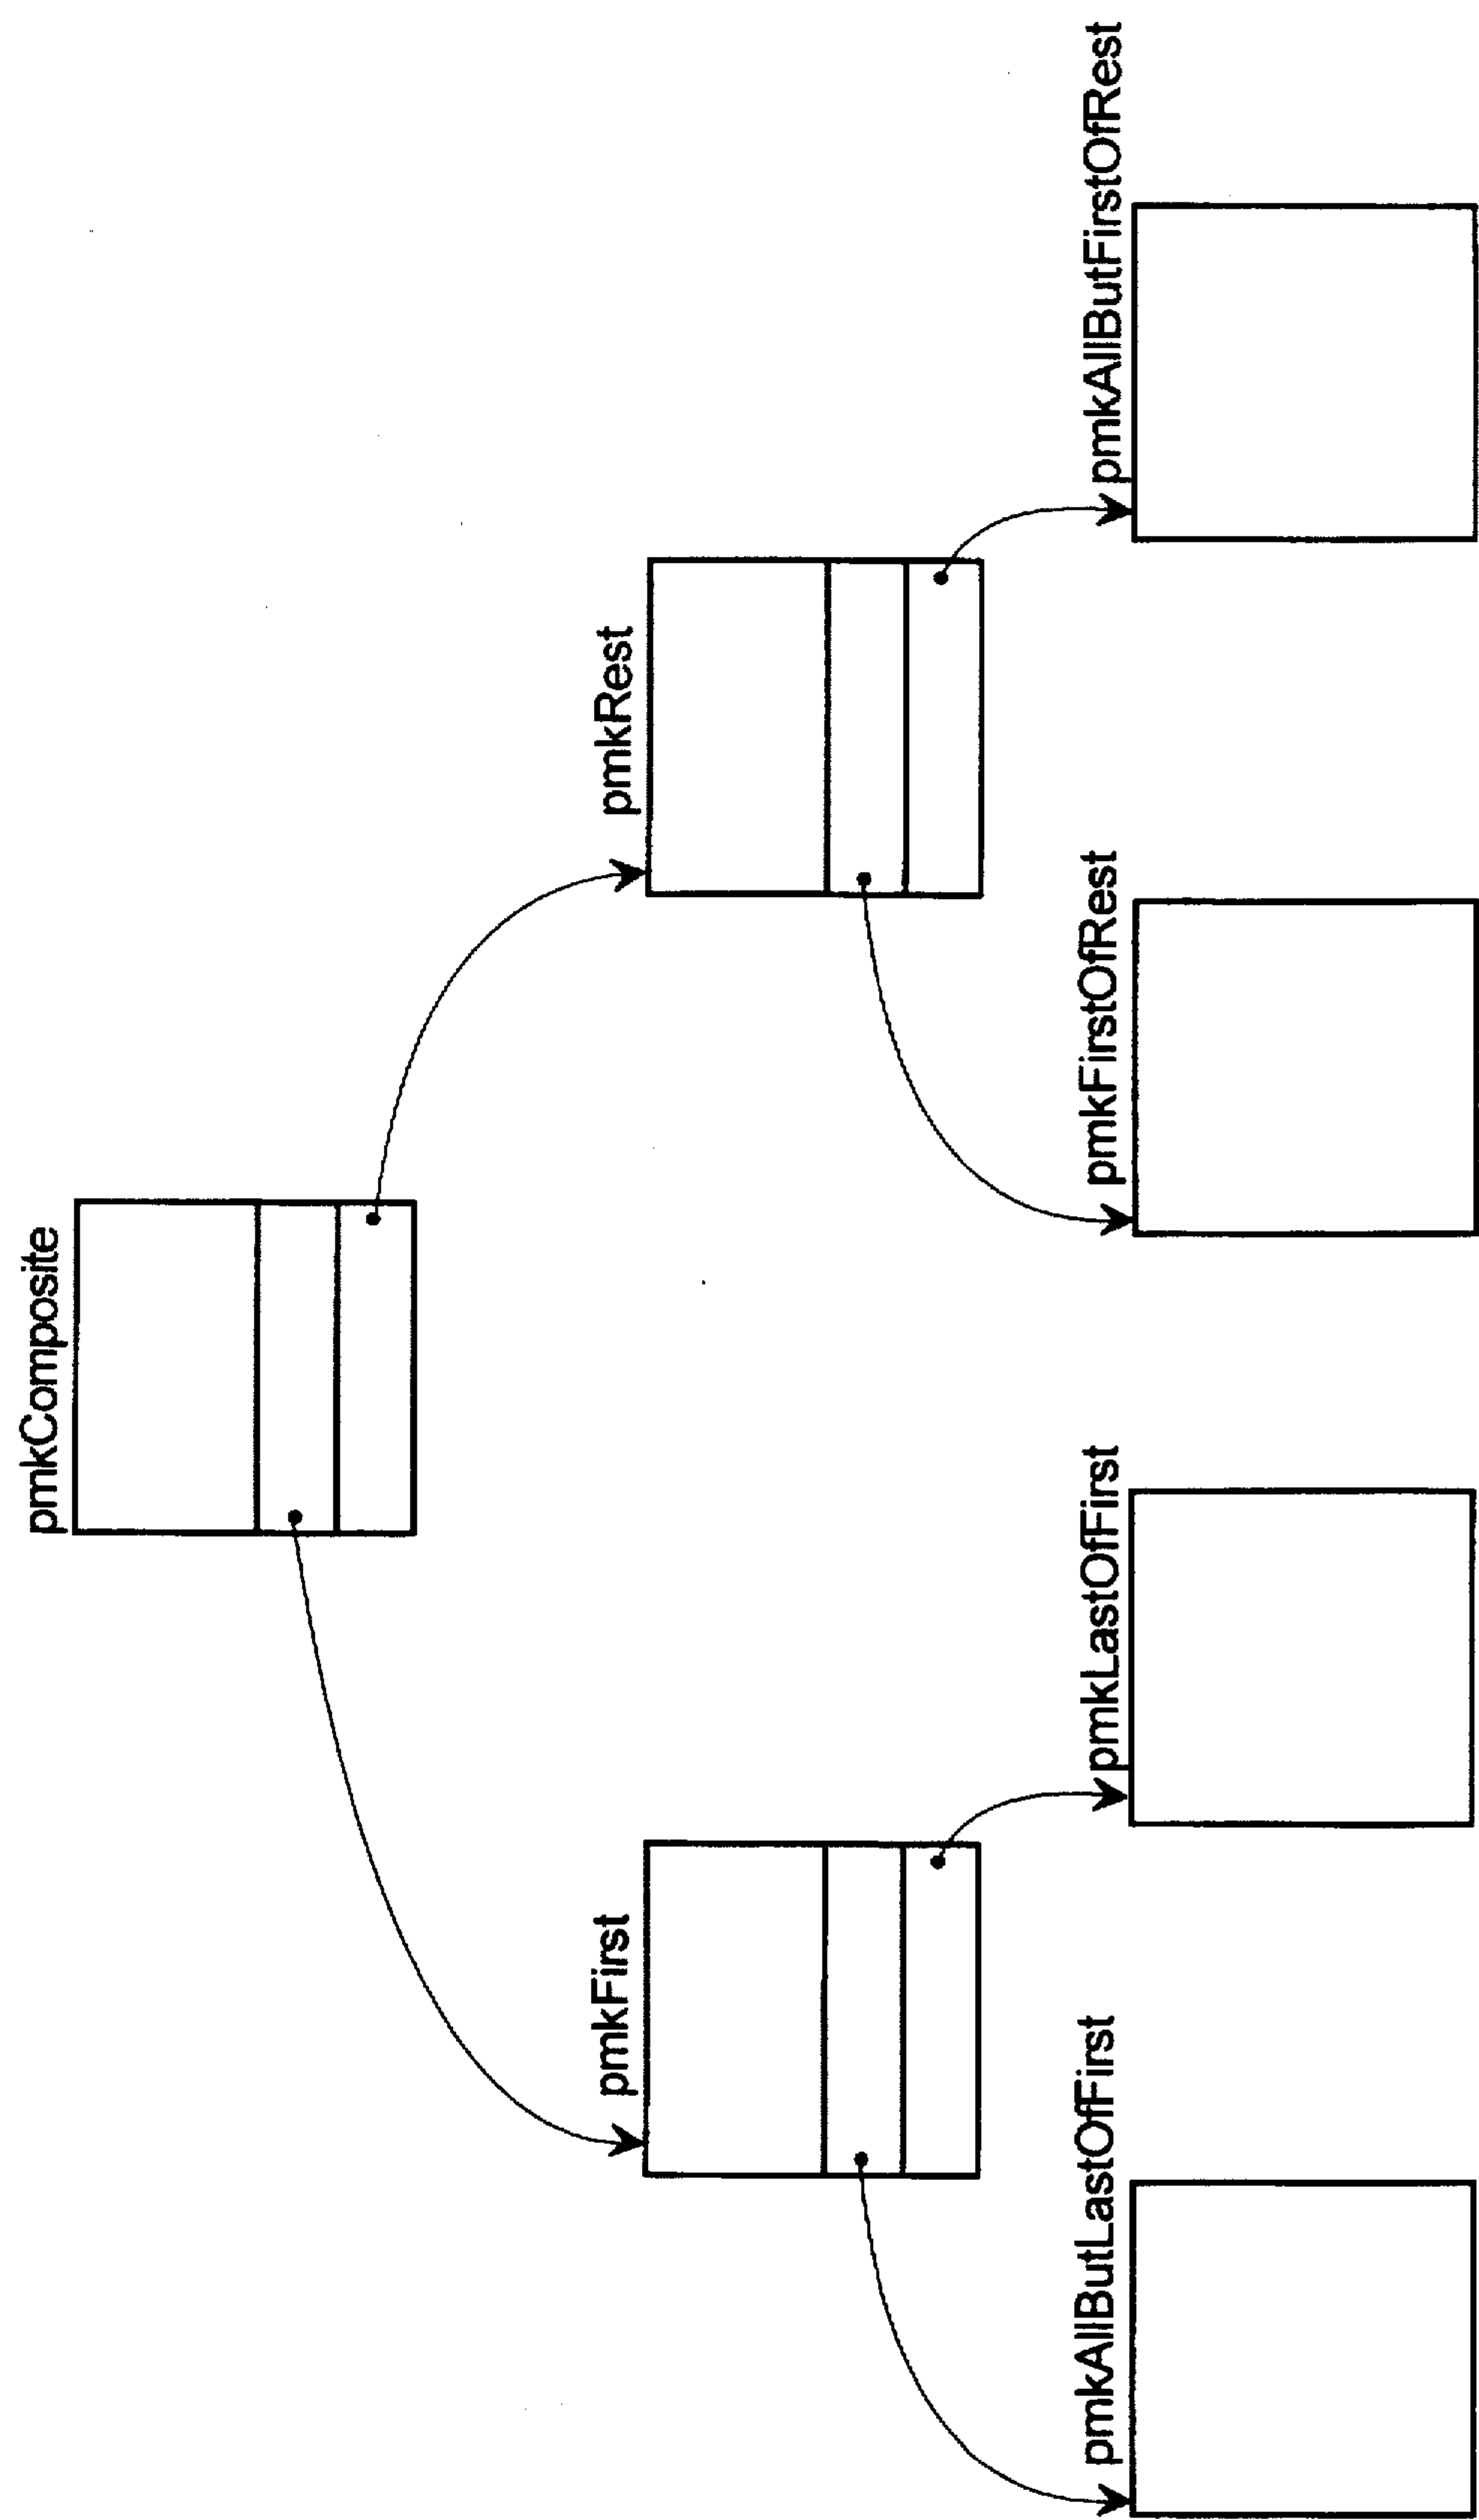 pmkComposite
pmkFirst
pmkRest
pmkAllButLastOfFirst
pmkLastOfFirst
pmkFirstOfRest
pmkAllButFirstOfRest